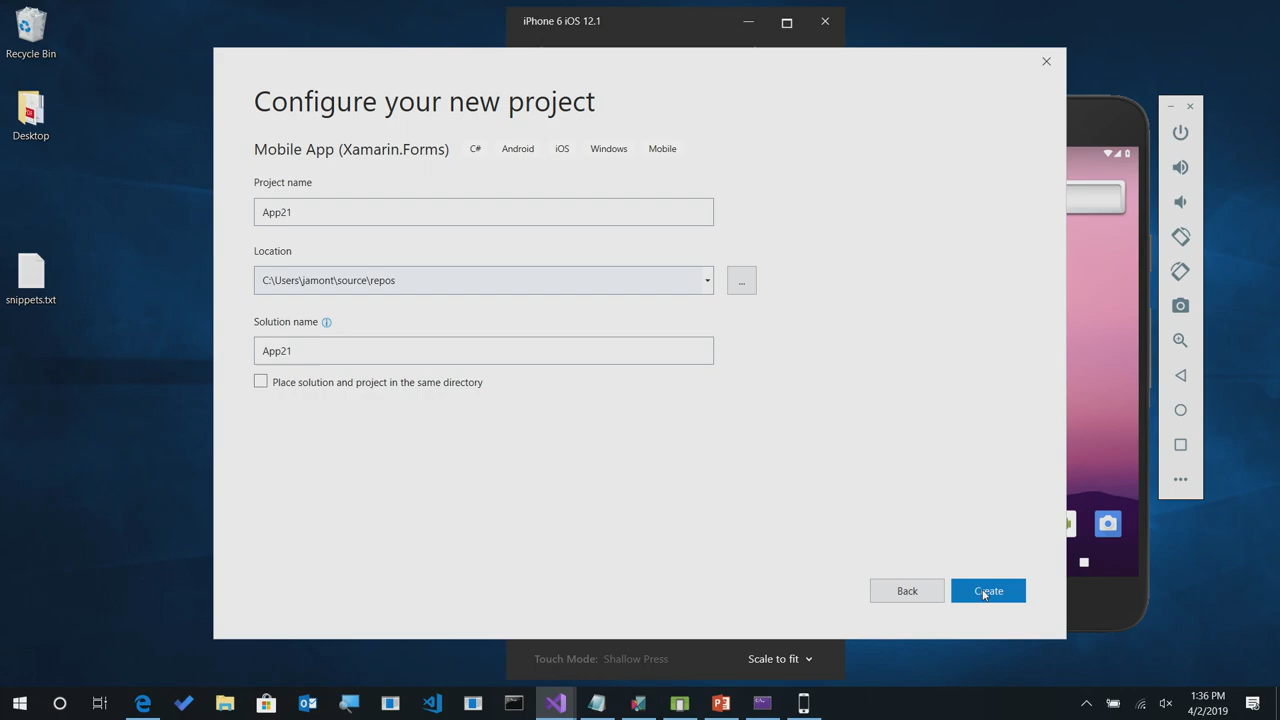 Recycle Bin
Desktop
snippets.txt
iPhone 6 iOS 12.1
Configure your new project
Mobile App (Xamarin.Forms) C# Android iOS Windows Mobile
Project name
App21
Location
C:\Users\jamont\source\repos
...
Solution name
App21
Place solution and project in the same directory
Back Create
Touch Mode: Shallow Press Scale to fit
1:36 PM
4/2/2019